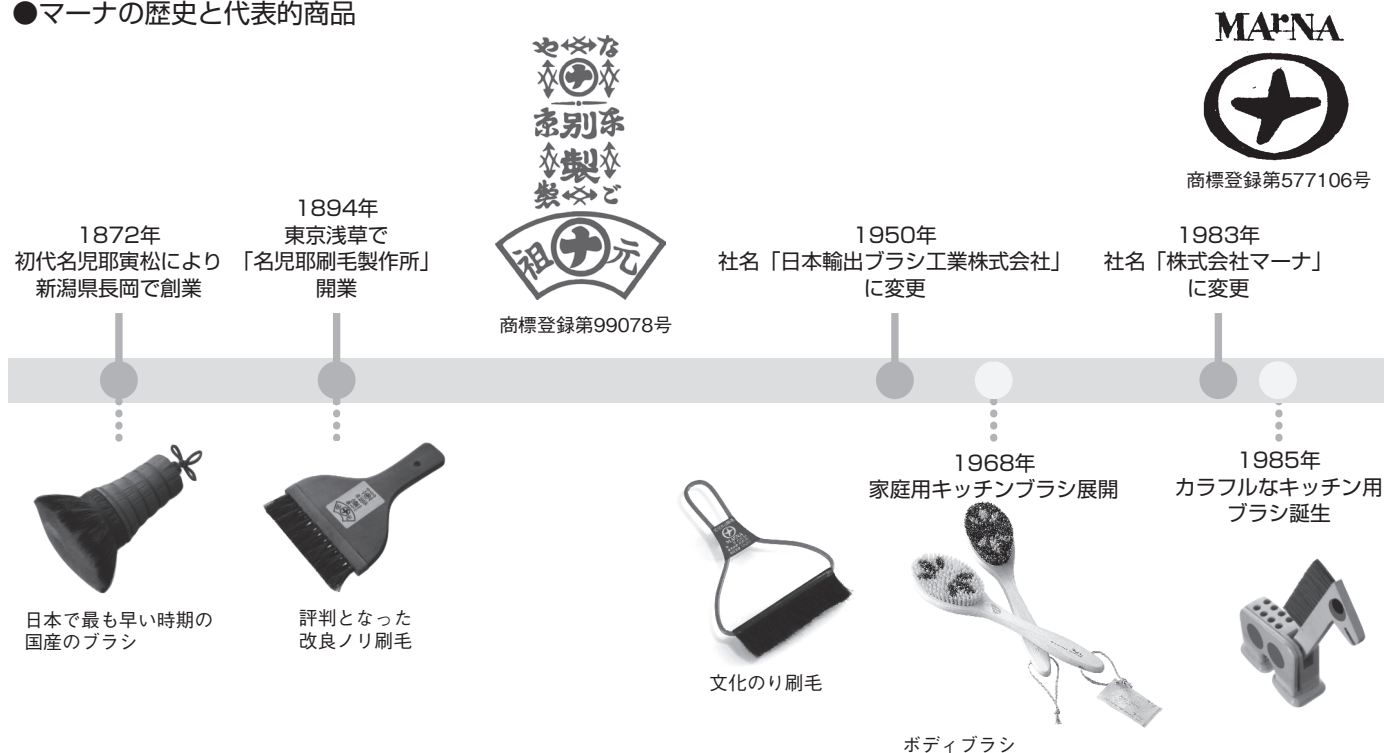 ●マーナの歴史と代表的商品
MArNA
商標登録第577106号
や な
ナ
京別东
製
製 ご
祖 ナ 元
商標登録第99078号
1872年
初代名児耶寅松により
新潟県長岡で創業
1894年
東京浅草で
「名児耶刷毛製作所」
開業
1950年
社名「日本輸出ブラシ工業株式会社」
に変更
1983年
社名「株式会社マーナ」
に変更
日本で最も早い時期の
国産のブラシ
評判となった
改良ノリ刷毛
文化のり刷毛
1968年
家庭用キッチンブラシ展開
ボディブラシ
1985年
カラフルなキッチン用
ブラシ誕生